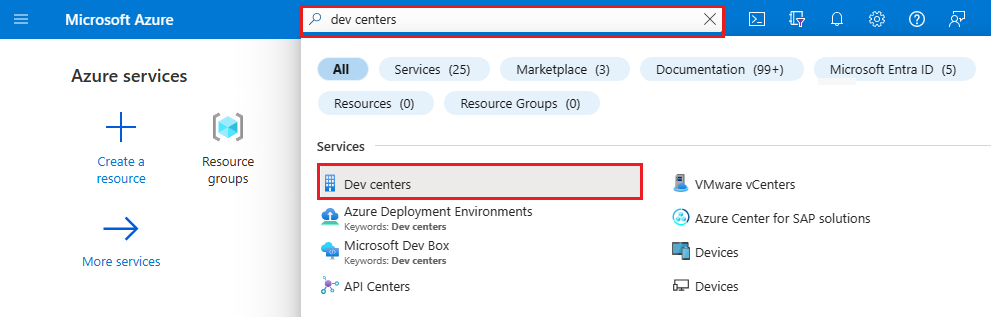 Microsoft Azure
dev centers
Azure services
Create a
resource
Resource
groups
More services
All
Services (25)
Marketplace (3)
Documentation (99+)
Microsoft Entra ID (5)
Resources (0)
Resource Groups (0)
Services
Dev centers
Azure Deployment Environments
Keywords: Dev centers
Microsoft Dev Box
Keywords: Dev centers
API Centers
VMware vCenters
Azure Center for SAP solutions
Devices
Devices